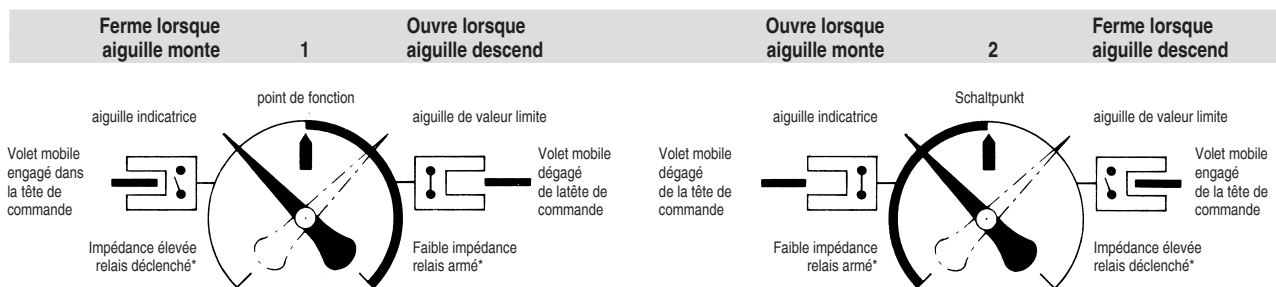 Ferme lorsque
aiguille monte
1
Ouvre lorsque
aiguille descend
Ouvre lorsque
aiguille monte
2
Ferme lorsque
aiguille descend
point de fonction
aiguille indicatrice
aiguille de valeur limite
Volet mobile
engagé dans
la tête de
commande
Volet mobile
dégagé
de latête de
commande
Impédance élevée
relais déclenché*
Faible impédance
relais armé*
Schaltpunkt
aiguille indicatrice
aiguille de valeur limite
Volet mobile
dégagé
de la tête de
commande
Volet mobile
engagé
de la tête de
commande
Faible impédance
relais armé*
Impédance élevée
relais déclenché*